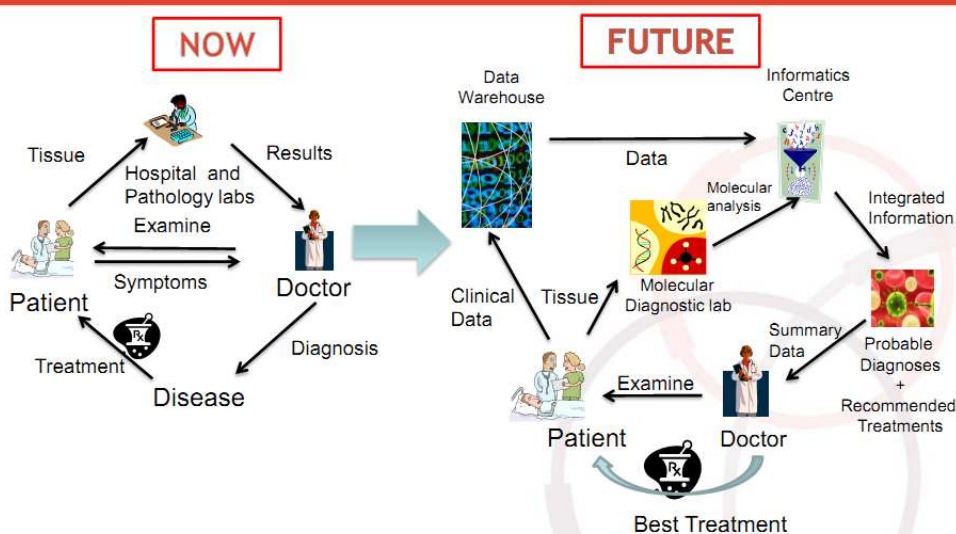 NOW
Tissue
Results
Hospital and
Pathology labs
Examine
Symptoms
Patient
Doctor
Treatment
Rx
Diagnosis
Disease
FUTURE
Data
Warehouse
Informatics
Centre
Data
Molecular
analysis
Integrated
Information
Clinical
Data
Tissue
Molecular
Diagnostic lab
Summary
Data
Probable
Diagnoses
+
Recommended
Treatments
Examine
Patient
Doctor
Rx
Best Treatment